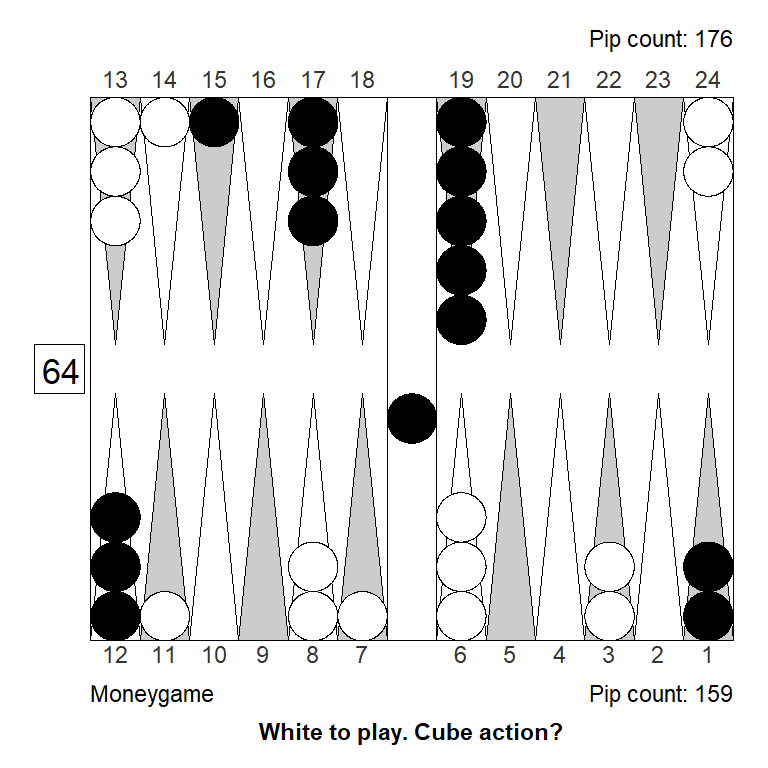 Pip count: 176
13 14 15 16 17 18 19 20 21 22 23 24
64
12 11 10 9 8 7 6 5 4 3 2 1
Moneygame Pip count: 159
White to play. Cube action?